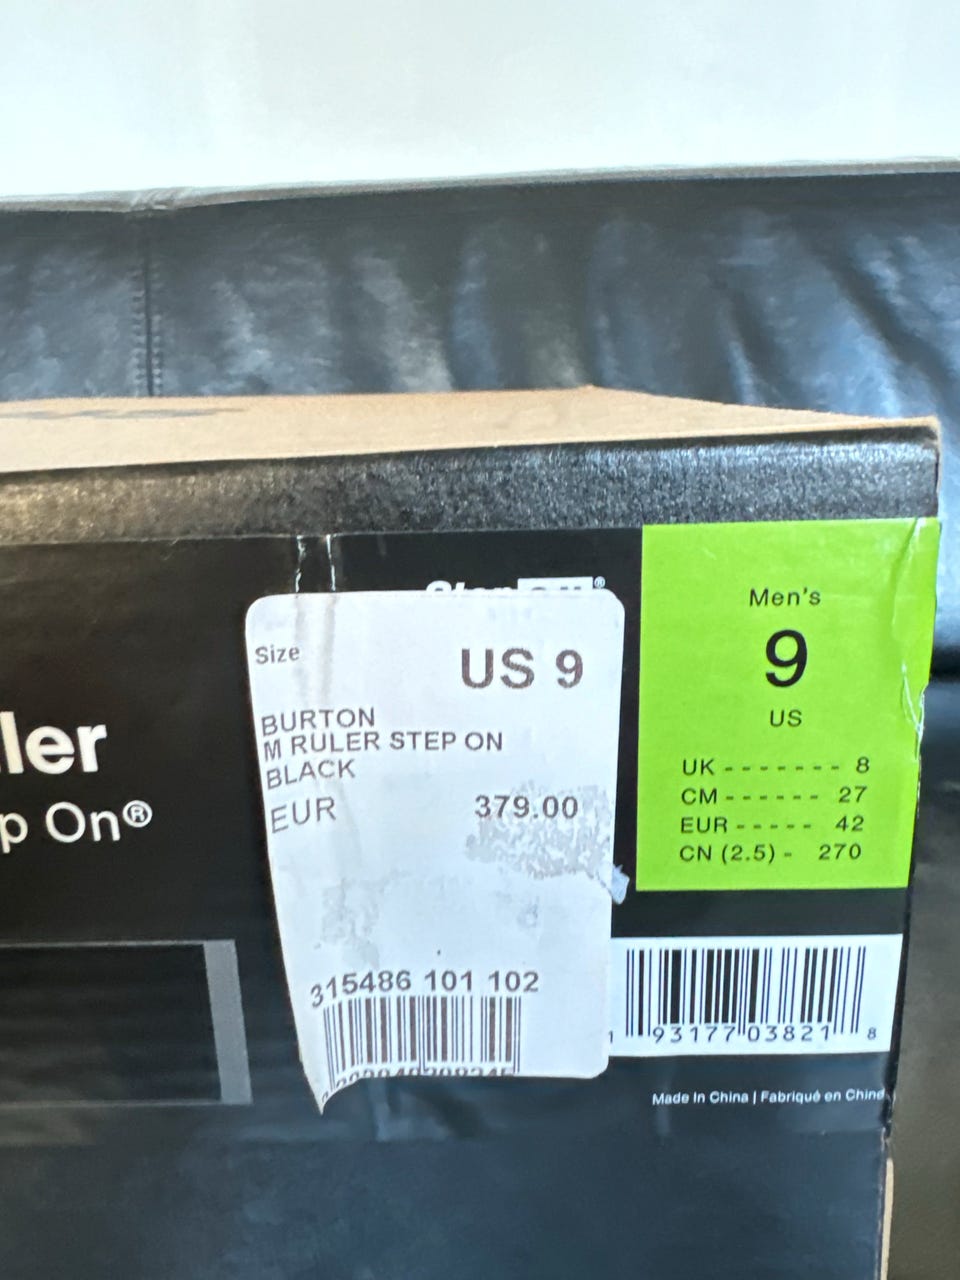 Size US 9
BURTON
M RULER STEP ON
BLACK
EUR 379.00
315486 101 102
ler
p On®
Men's
9
US
UK - - - - - - - 8
CM - - - - - - 27
EUR - - - - - 42
CN (2.5) - 270
1 93177 03821 8
Made In China | Fabriqué en Chine